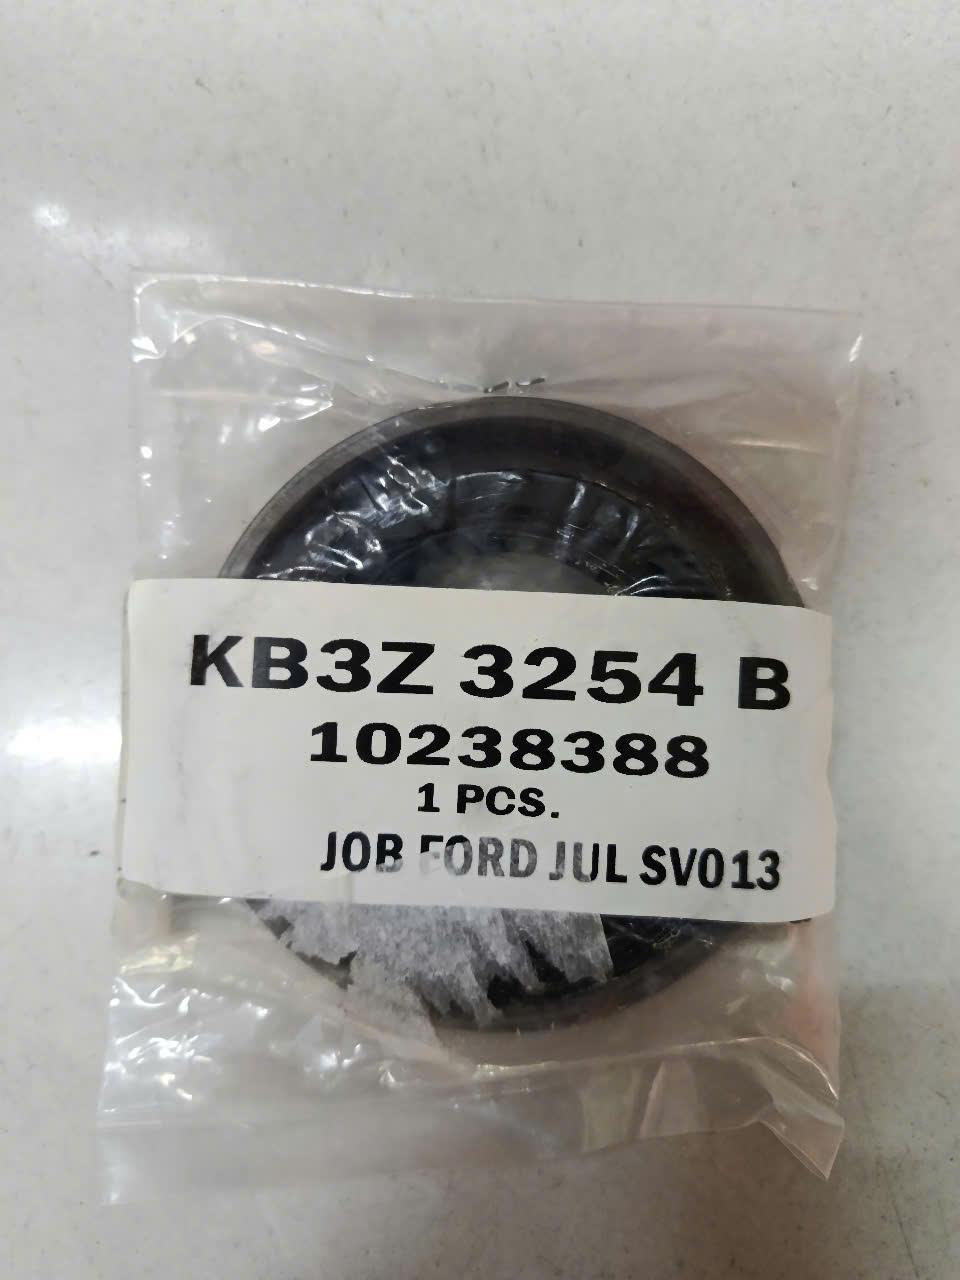 KB3Z 3254 B
10238388
1 PCS.
JOB FORD JUL SV013